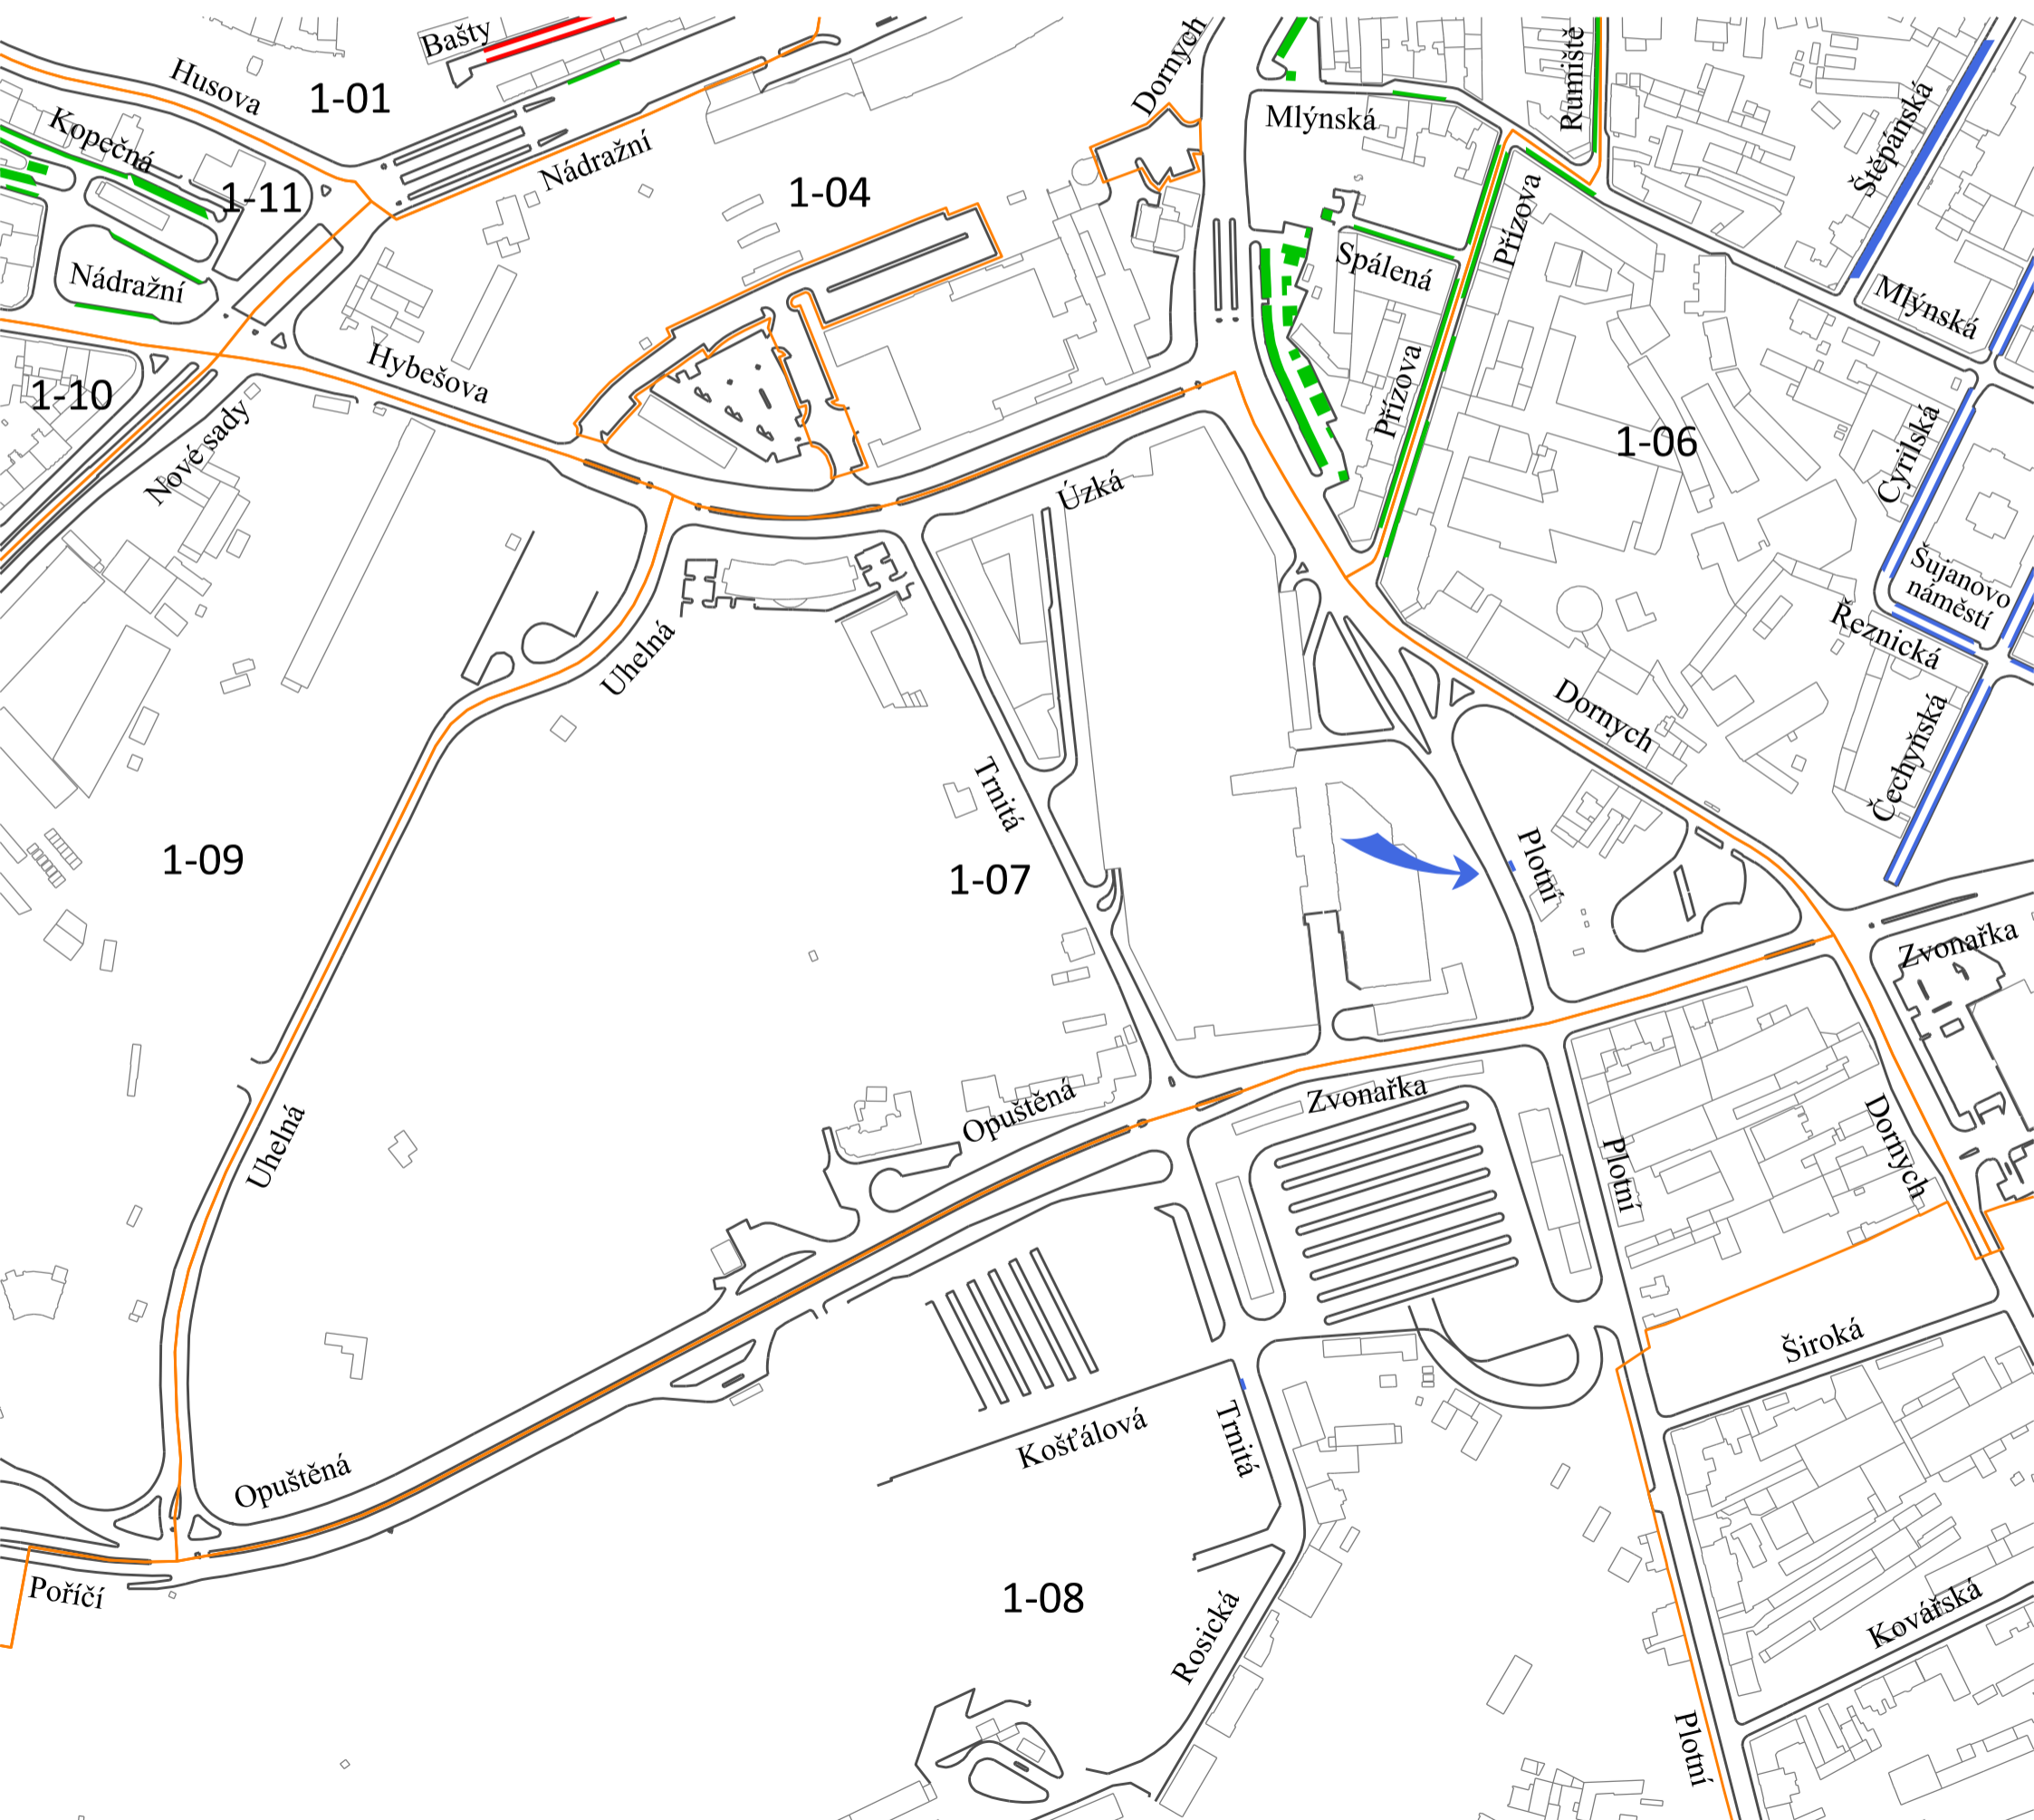 Bašty
Dornych
Rumiště
Husova
1-01
Mlýnská
Štěpánská
Kopečná
Nádražní
1-11
1-04
Přízova
Spálená
Nádražní
Mlýnská
Hybešova
1-10
Přízova
1-06
Cyrilská
Nové sady
Úzká
Šujanovo
náměstí
Řeznická
Uhelná
Dornych
Čechyňská
Trnitá
Plotní
1-09
1-07
Zvonařka
Opuštěná
Zvonařka
Uhelná
Plotní
Dornych
Široká
Košťálová
Trnitá
Opuštěná
Poříčí
1-08
Rosická
Kovářská
Plotní